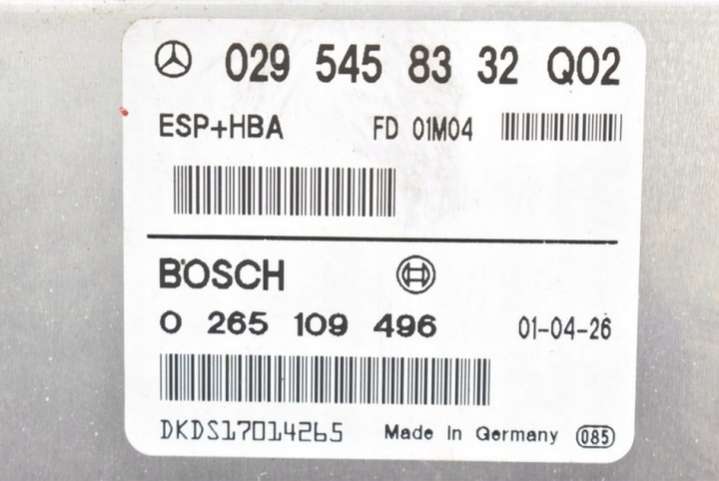 029 545 83 32 Q02
ESP+HBA FD 01M04
BOSCH
0 265 109 496 01-04-26
DKDS17014265 Made in Germany 085